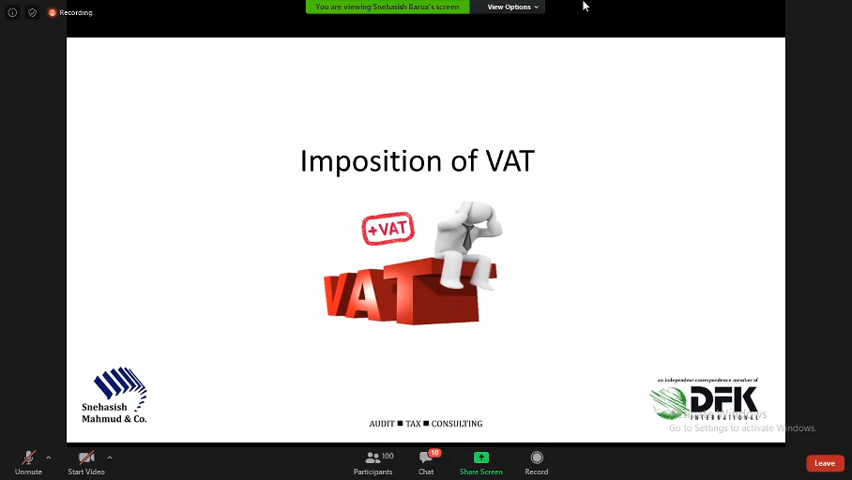 Recording
You are viewing Snehasish Barua's screen
View Options
Imposition of VAT
+VAT
VAT
Snehasish
Mahmud & Co.
AUDIT ■ TAX ■ CONSULTING
an independent correspondence member of
DFK
INTERNATIONAL
Activate Windows
Go to Settings to activate Windows.
Unmute
Start Video
Participants
100
Chat
10
Share Screen
Record
Leave